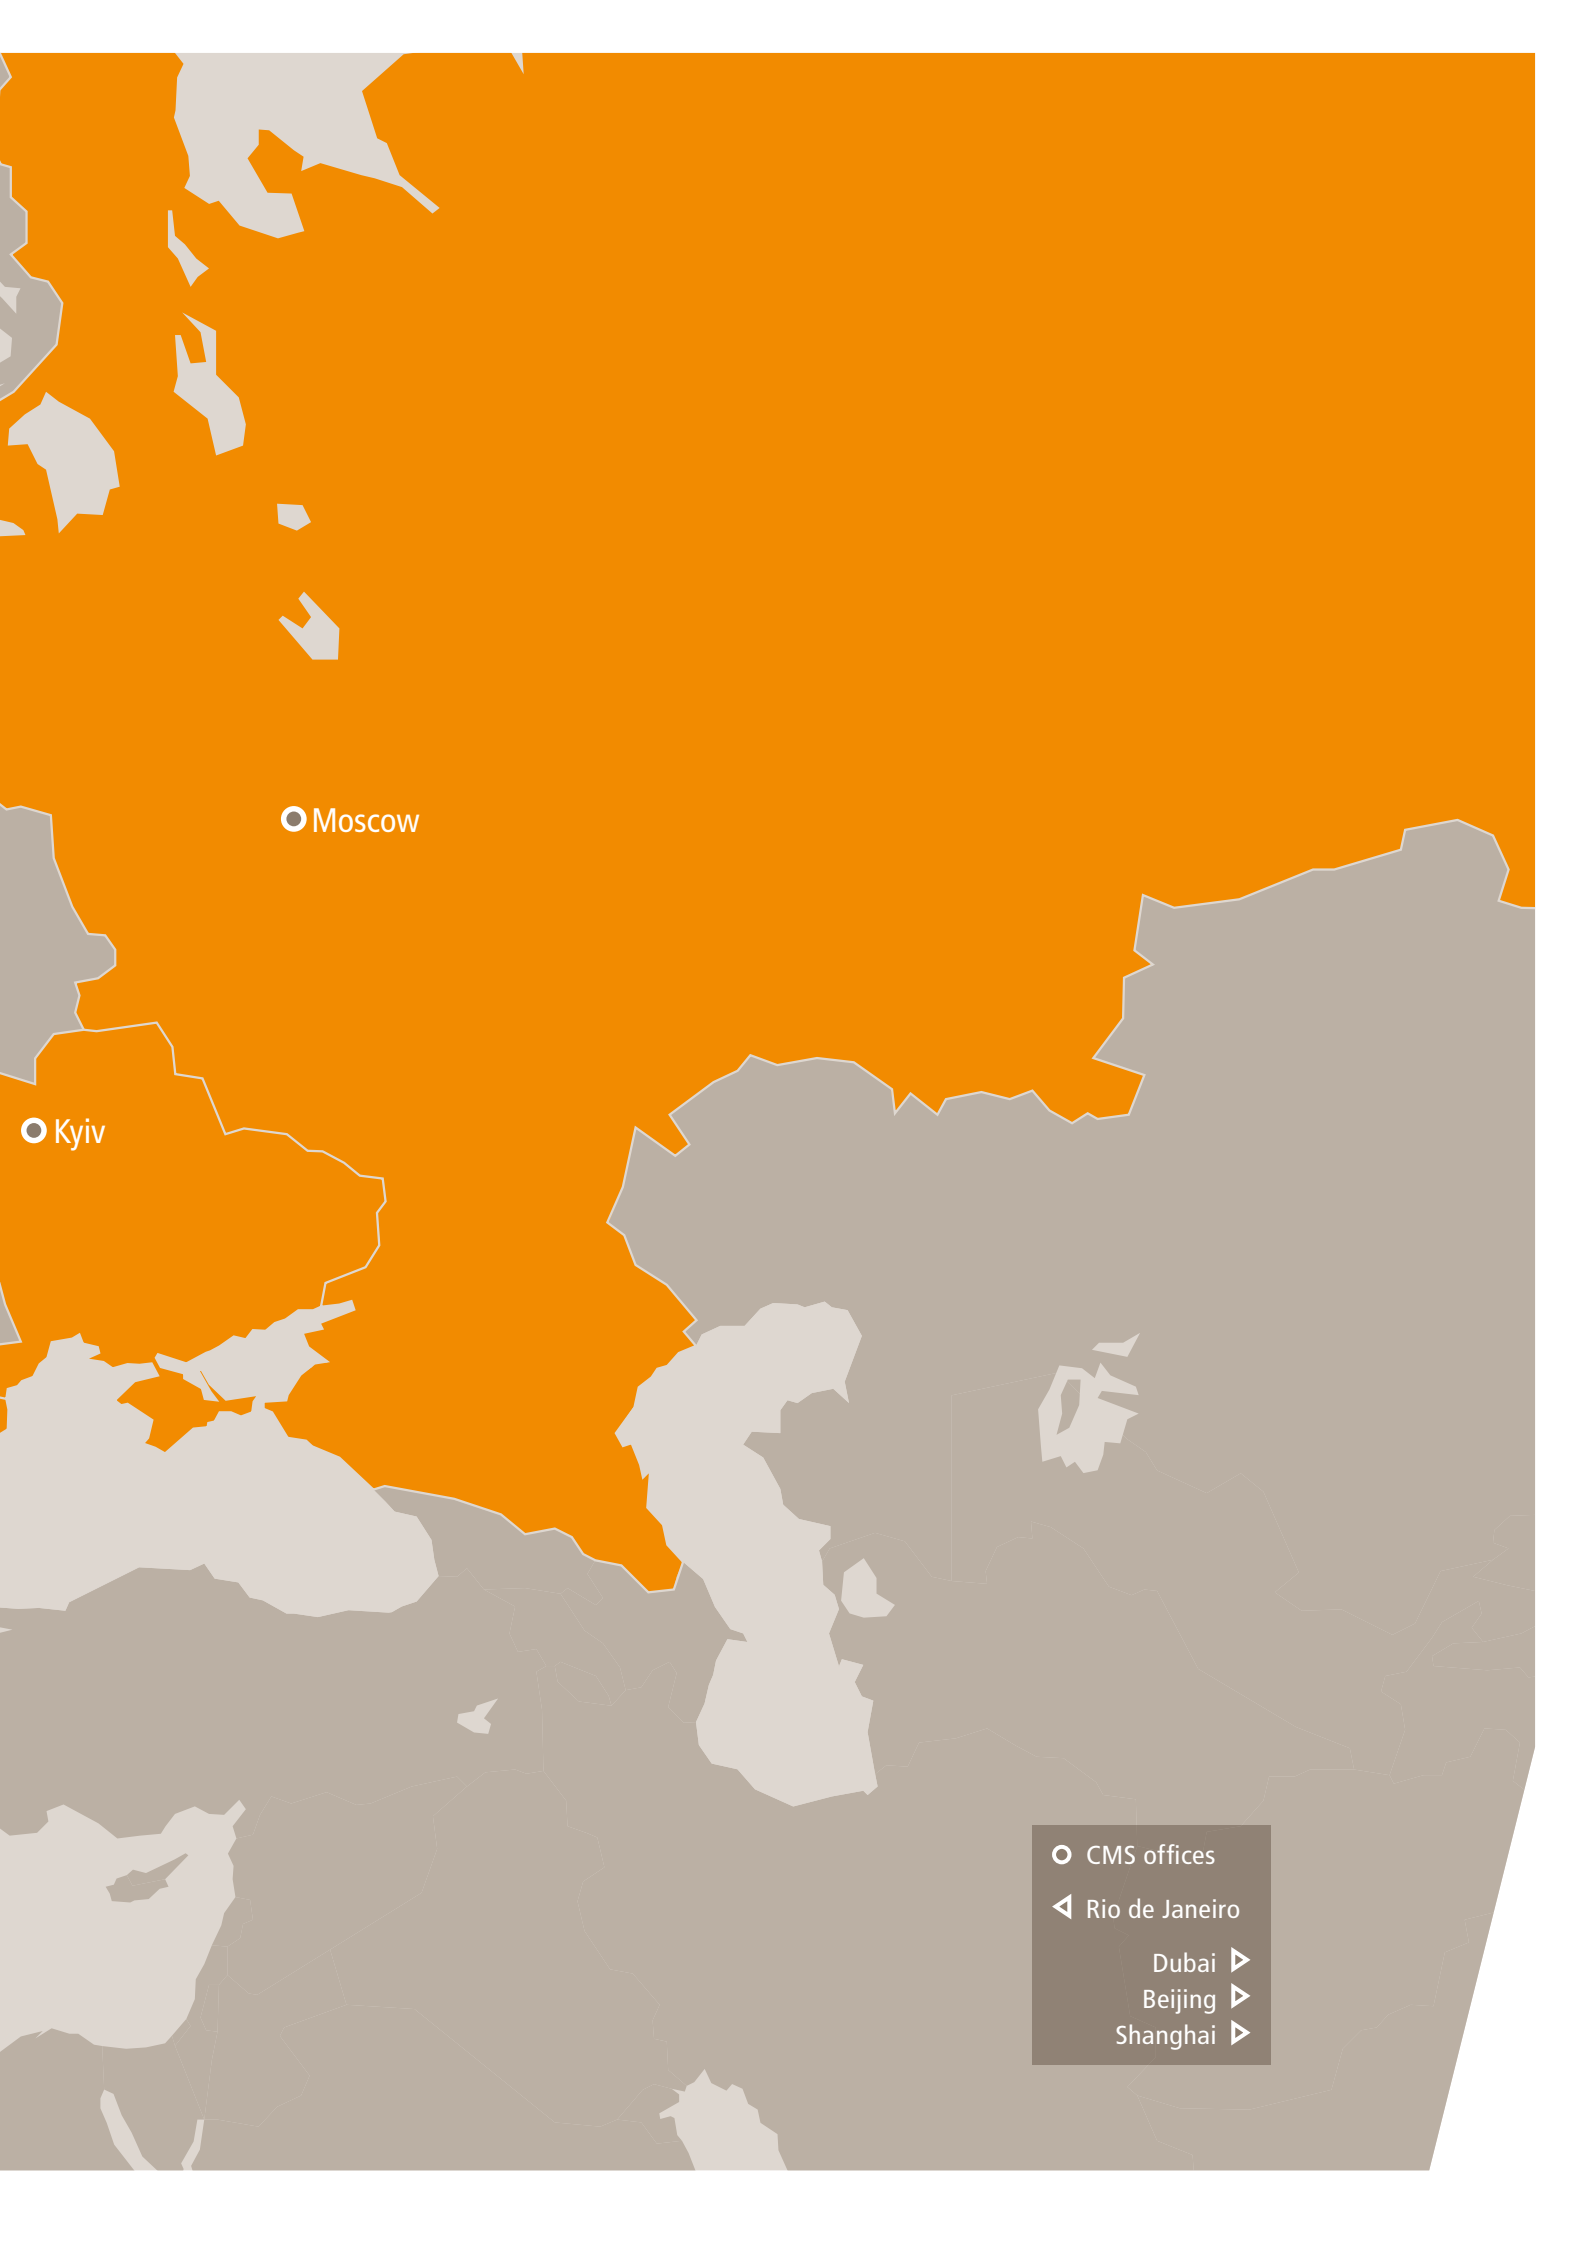 Moscow
Kyiv
CMS offices
Rio de Janeiro
Dubai
Beijing
Shanghai